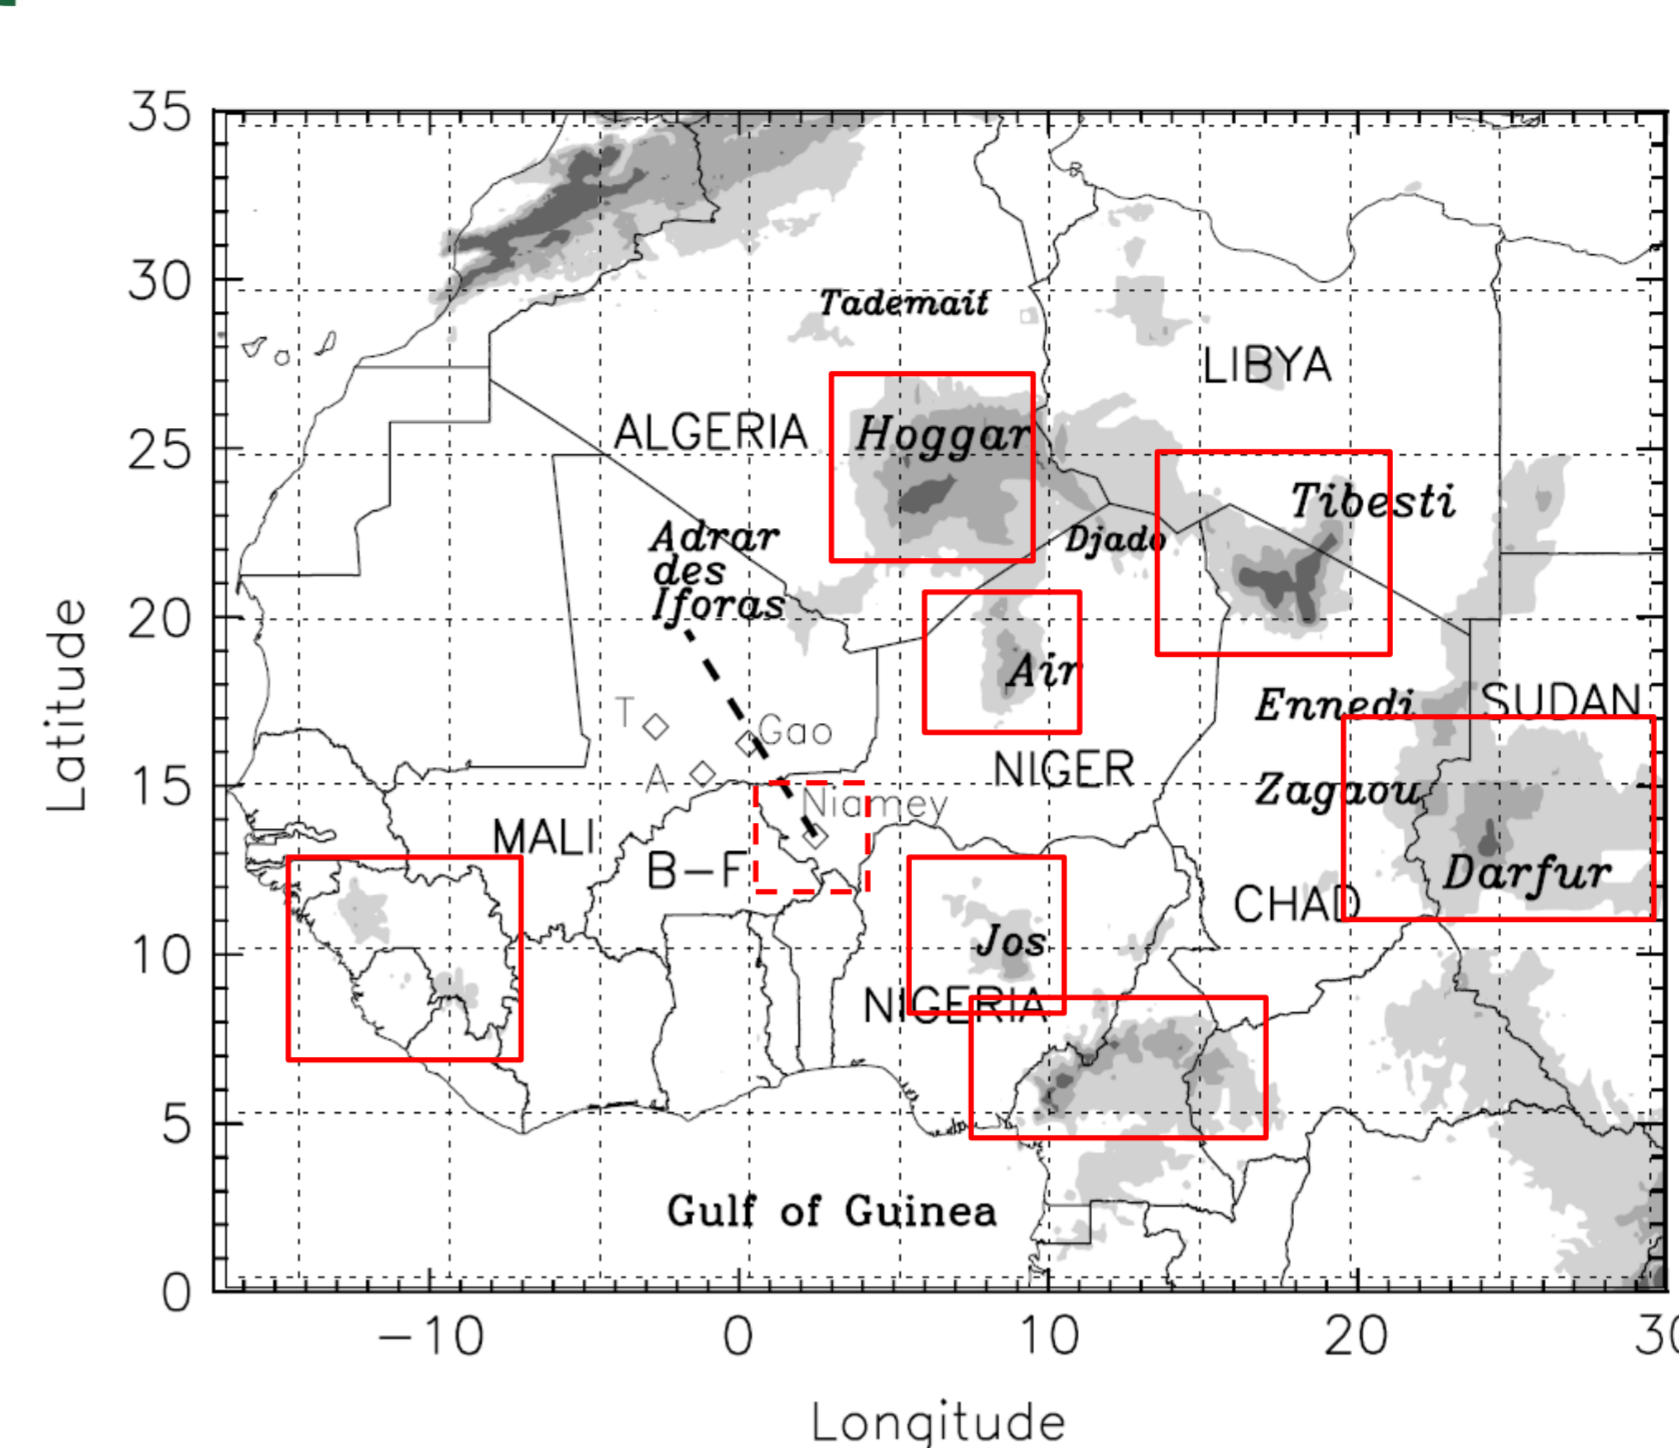 35
30
Tademait
LIBYA
ALGERIA
Hoggar
25
Tibesti
Adrar
des
Iforas
Djado
20
Air
Ennedi
SUDAN
T
Gao
NIGER
A
15
Zagaou
Niamey
MALI
B-F
Darfur
CHAD
Jos
10
NIGERIA
5
Gulf of Guinea
0
Latitude
-10
0
10
20
Longitude